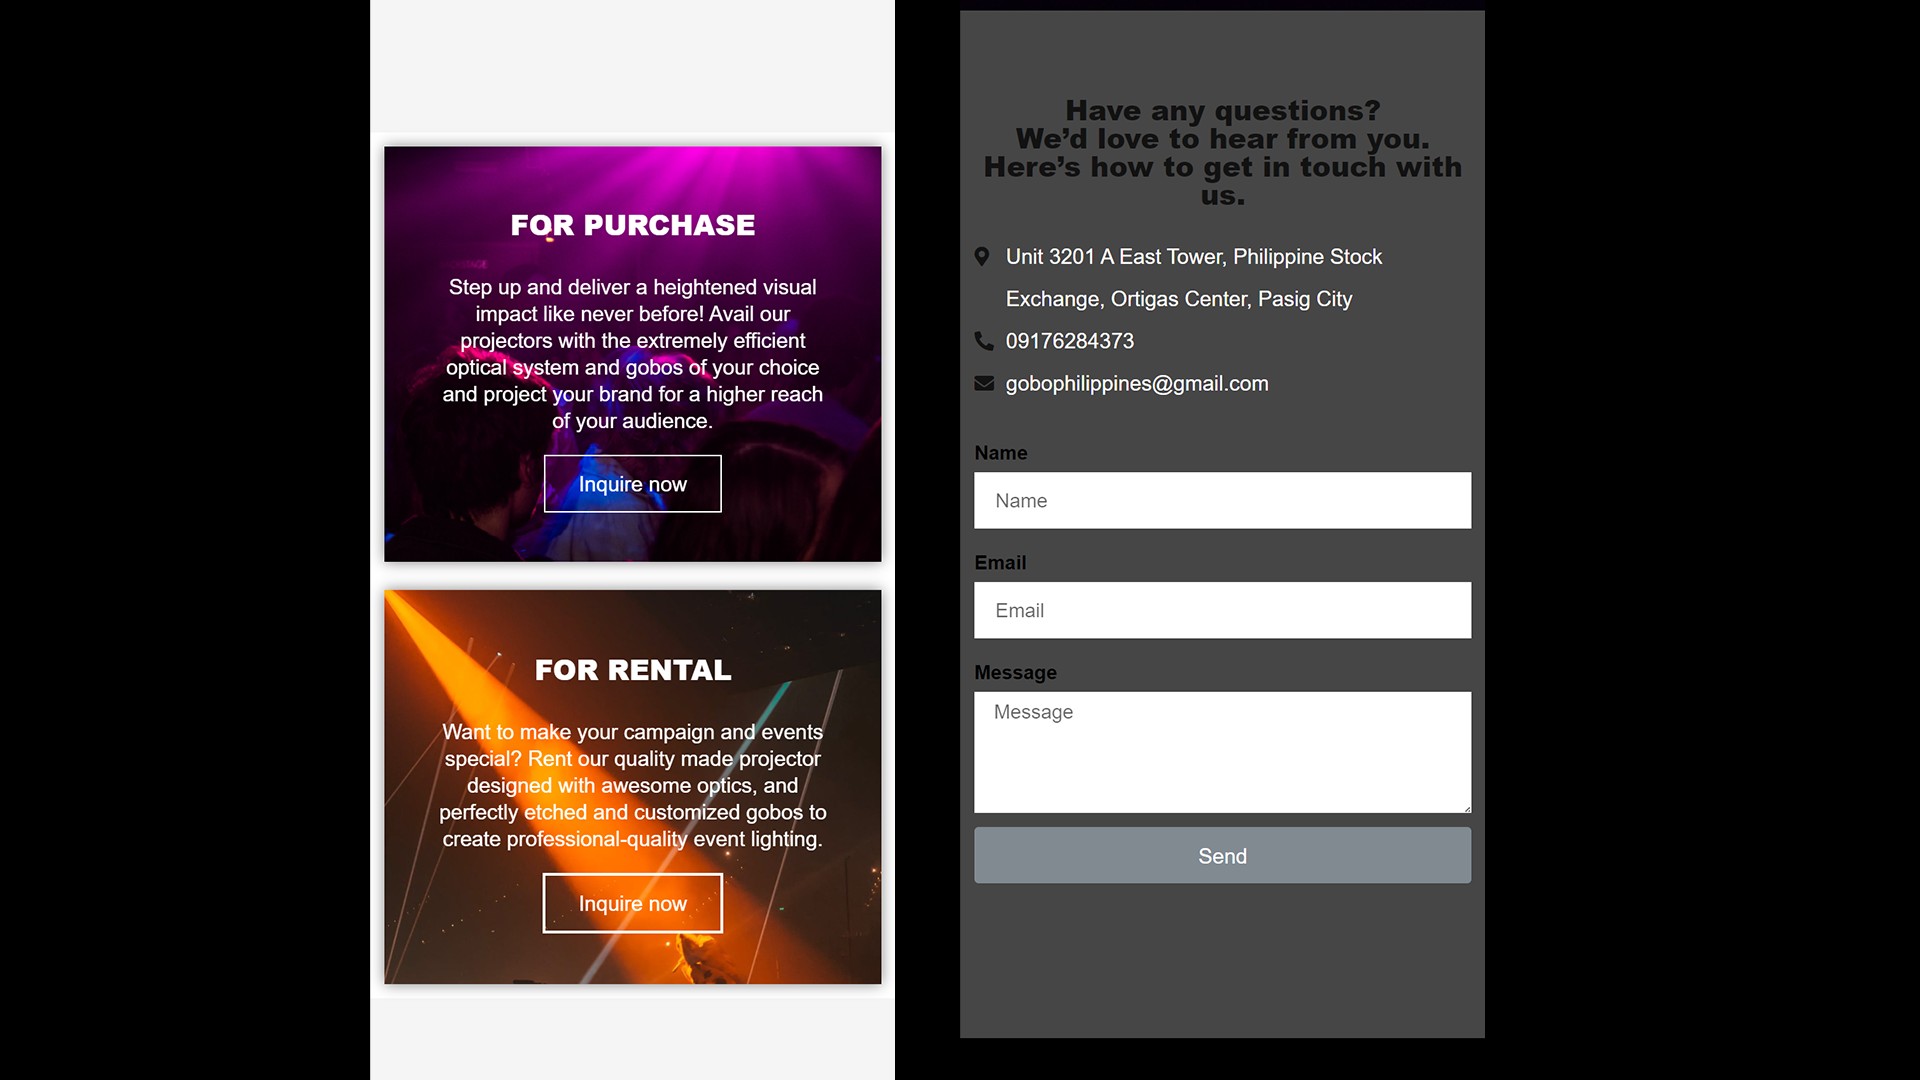 FOR PURCHASE
Step up and deliver a heightened visual
impact like never before! Avail our
projectors with the extremely efficient
optical system and gobos of your choice
and project your brand for a higher reach
of your audience.
Inquire now
FOR RENTAL
Want to make your campaign and events
special? Rent our quality made projector
designed with awesome optics, and
perfectly etched and customized gobos to
create professional-quality event lighting.
Inquire now
Have any questions?
We’d love to hear from you.
Here’s how to get in touch with
us.
Unit 3201 A East Tower, Philippine Stock
Exchange, Ortigas Center, Pasig City
09176284373
gobophilippines@gmail.com
Name
Name
Email
Email
Message
Message
Send